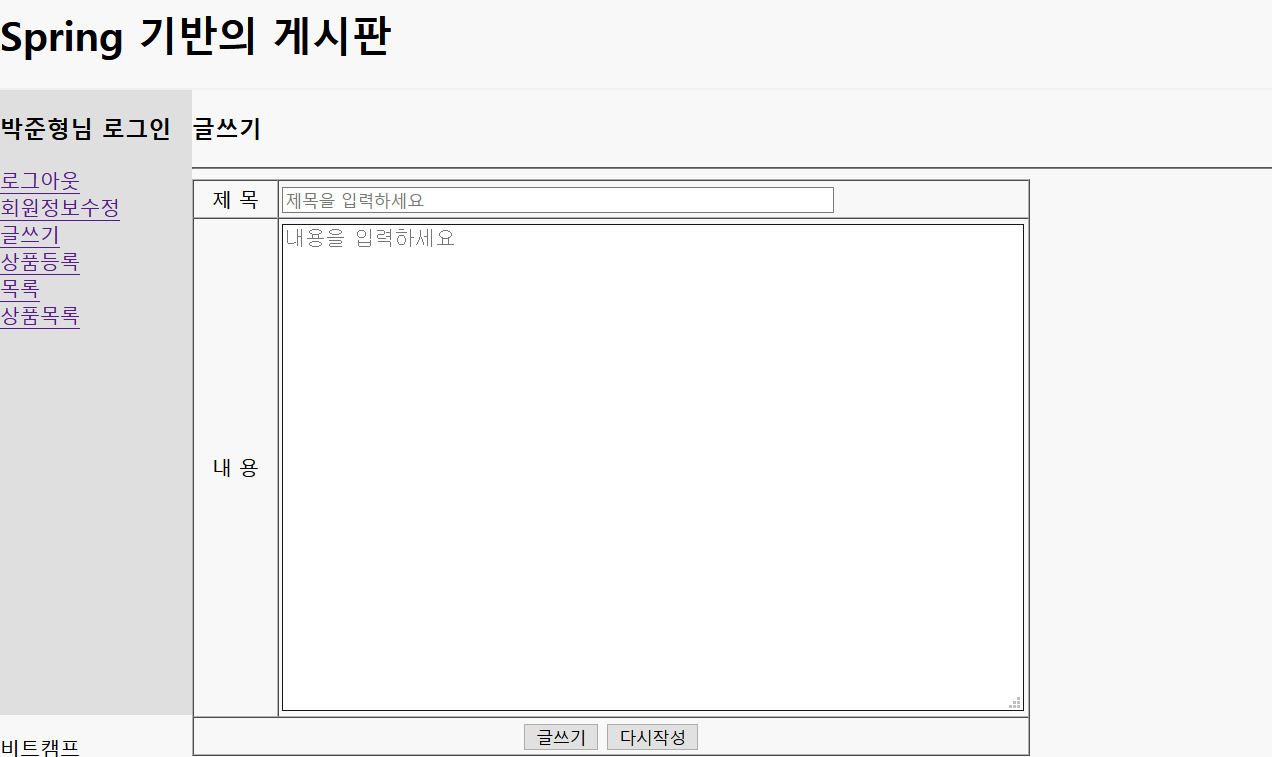 Spring 기반의 게시판
박준형님 로그인
로그아웃
회원정보수정
글쓰기
상품등록
목록
상품목록
비트캠프
글쓰기
제 목
제목을 입력하세요
내 용
내용을 입력하세요
글쓰기 다시작성